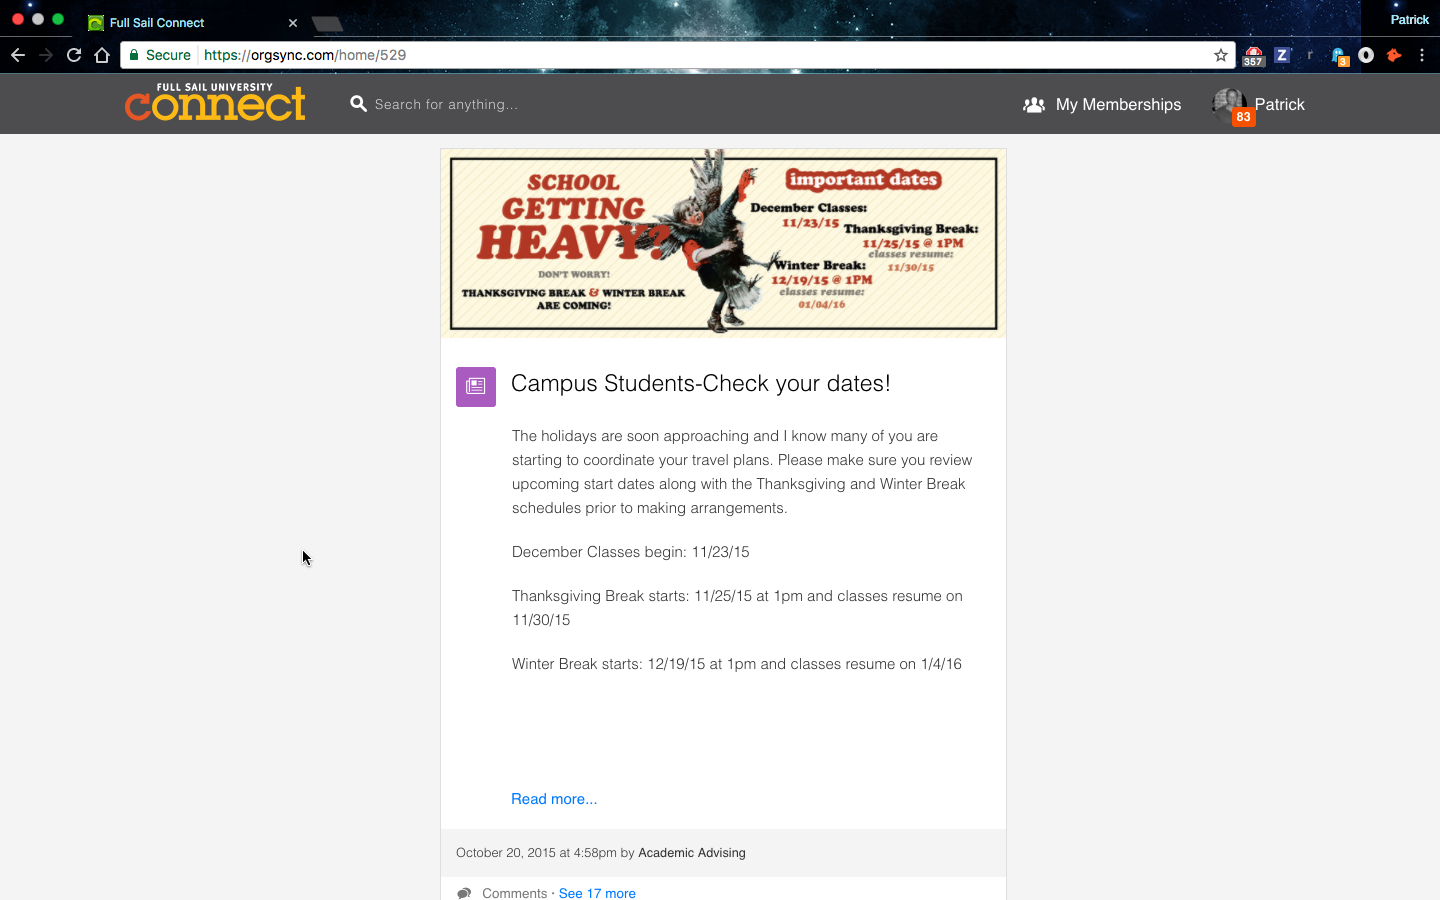 Full Sail Connect
Patrick
Secure
https://orgsync.com/home/529
357
Z
r
3
FULL SAIL UNIVERSITY
connect
Search for anything...
My Memberships
83
Patrick
SCHOOL
GETTING
HEAVY?
DON'T WORRY!
THANKSGIVING BREAK & WINTER BREAK
ARE COMING!
important dates
December Classes:
11/23/15
Thanksgiving Break:
11/25/15 @ 1PM
classes resume:
11/30/15
Winter Break:
12/19/15 @ 1PM
classes resume:
01/04/16
Campus Students-Check your dates!
The holidays are soon approaching and I know many of you are
starting to coordinate your travel plans. Please make sure you review
upcoming start dates along with the Thanksgiving and Winter Break
schedules prior to making arrangements.
December Classes begin: 11/23/15
Thanksgiving Break starts: 11/25/15 at 1pm and classes resume on
11/30/15
Winter Break starts: 12/19/15 at 1pm and classes resume on 1/4/16
Read more...
October 20, 2015 at 4:58pm by Academic Advising
Comments · See 17 more